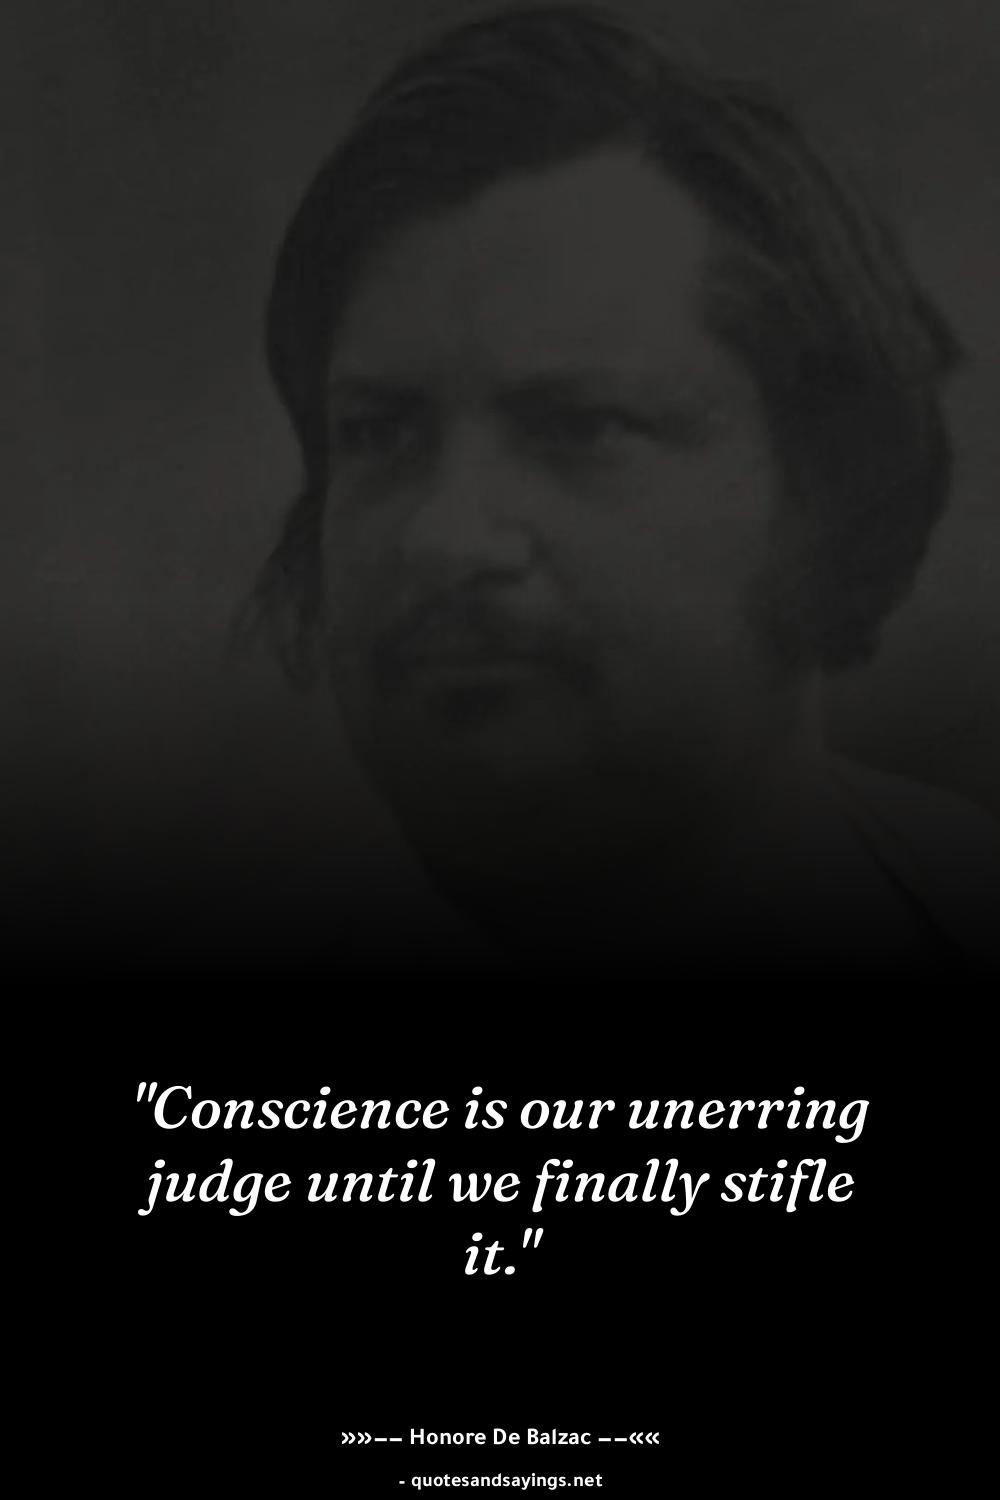 "Conscience is our unerring
judge until we finally stifle
it."
»»−− Honore De Balzac −−««
- quotesandsayings.net